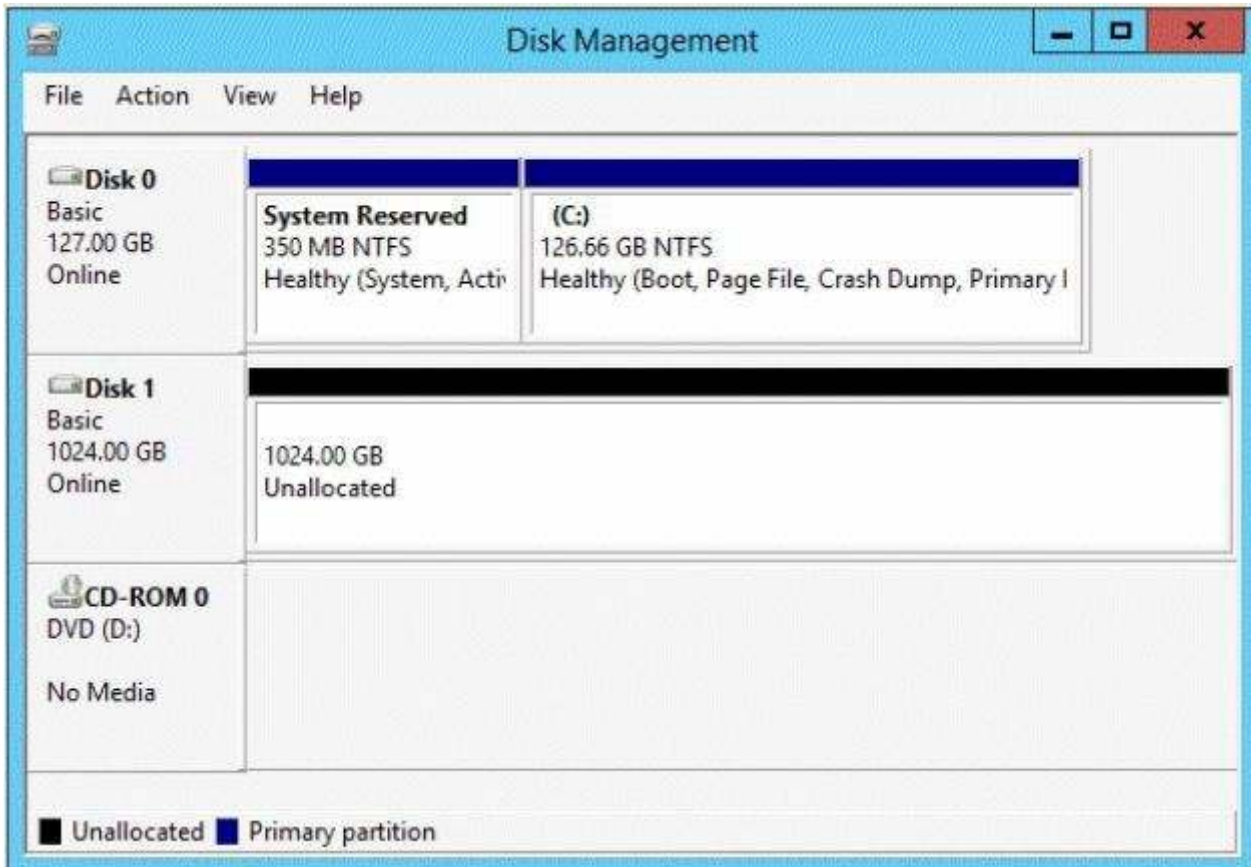 Disk Management
File Action View Help
Disk 0
Basic
127.00 GB
Online
System Reserved
350 MB NTFS
Healthy (System, Activ
(C:)
126.66 GB NTFS
Healthy (Boot, Page File, Crash Dump, Primary
Disk 1
Basic
1024.00 GB
Online
1024.00 GB
Unallocated
CD-ROM 0
DVD (D:)
No Media
Unallocated Primary partition